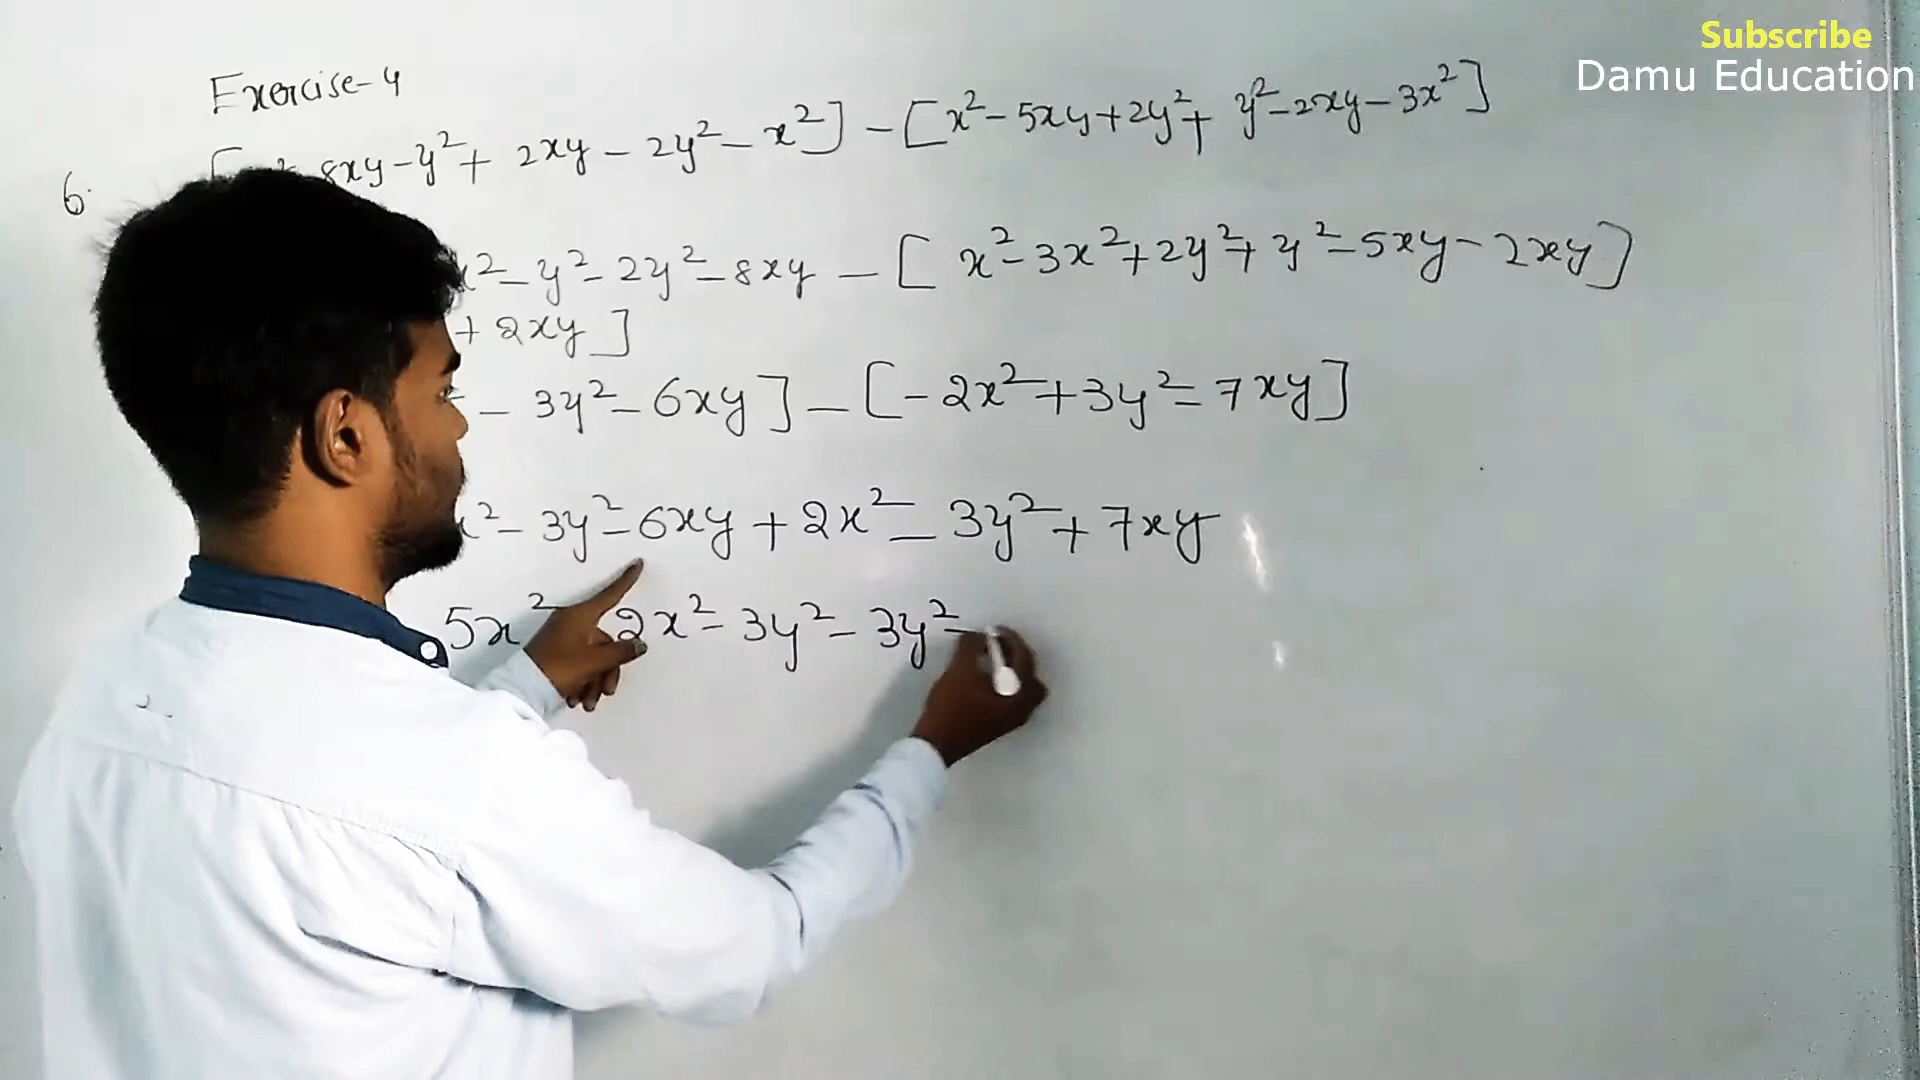 Subscribe
Damu Education
Exercise-4
6. 8xy - y² + 2xy - 2y² - x² ] - [ x² - 5xy + 2y² + y² - 2xy - 3x² ]
x² - y² - 2y² - 8xy - [ x² - 3x² + 2y² + y² - 5xy - 2xy ]
+ 2xy ]
- 3y² - 6xy ] - [ - 2x² + 3y² - 7xy ]
x² - 3y² - 6xy + 2x² - 3y² + 7xy
5x² 2x² - 3y² - 3y² -